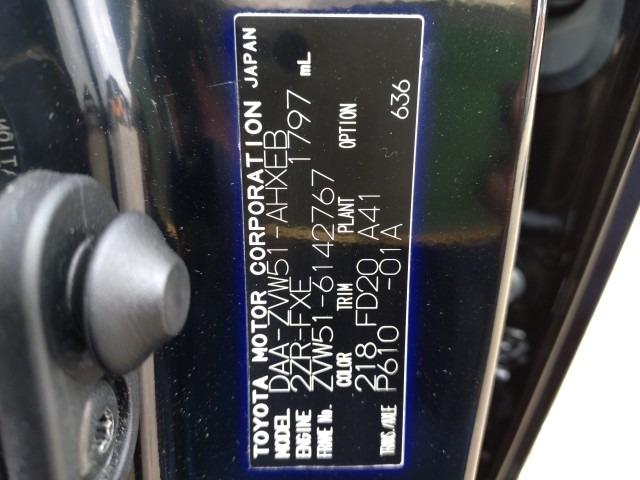 TOYOTA MOTOR CORPORATION JAPAN
MODEL DAA-ZVW51-AHXEB
ENGINE 2ZR-FXE 1797 mL
FRAME No. ZVW51-6142767
COLOR TRIM PLANT OPTION
218 FD20 A41 636
TRANS/AXLE P610 -01A